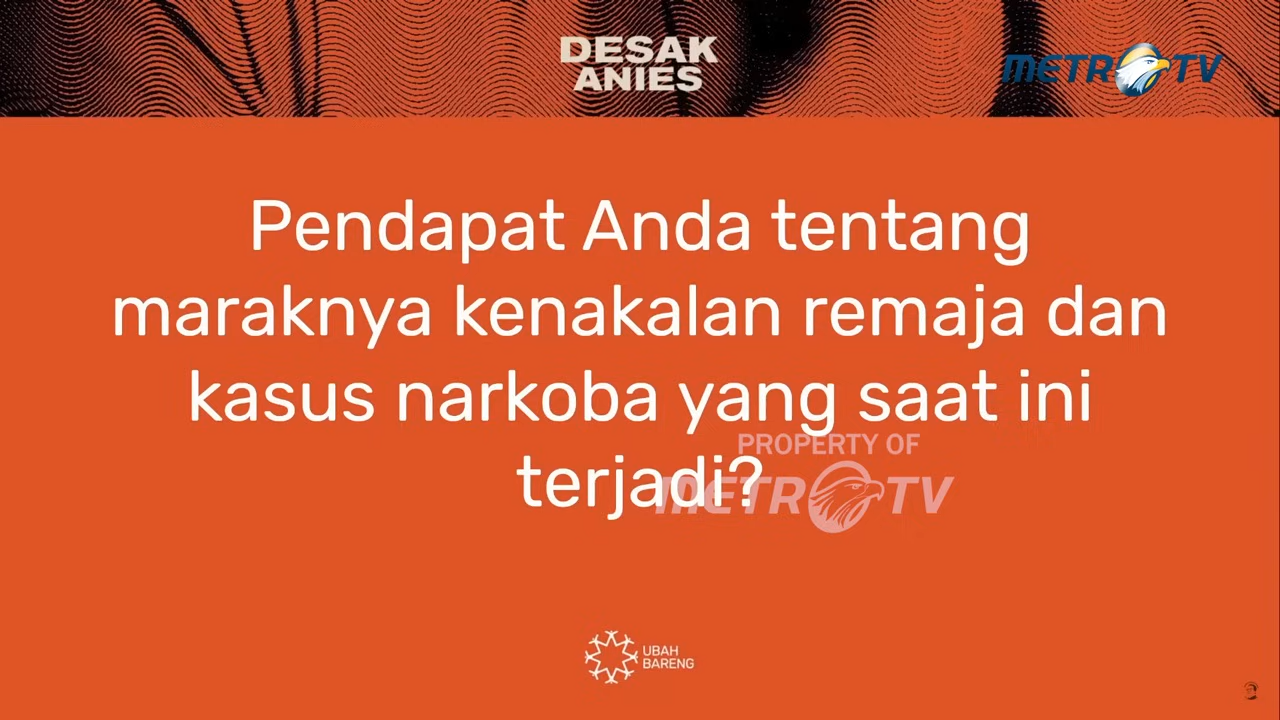 DESAK
ANIES
METRO TV
Pendapat Anda tentang
maraknya kenakalan remaja dan
kasus narkoba yang saat ini
terjadi?
PROPERTY OF
METRO TV
UBAH
BARENG